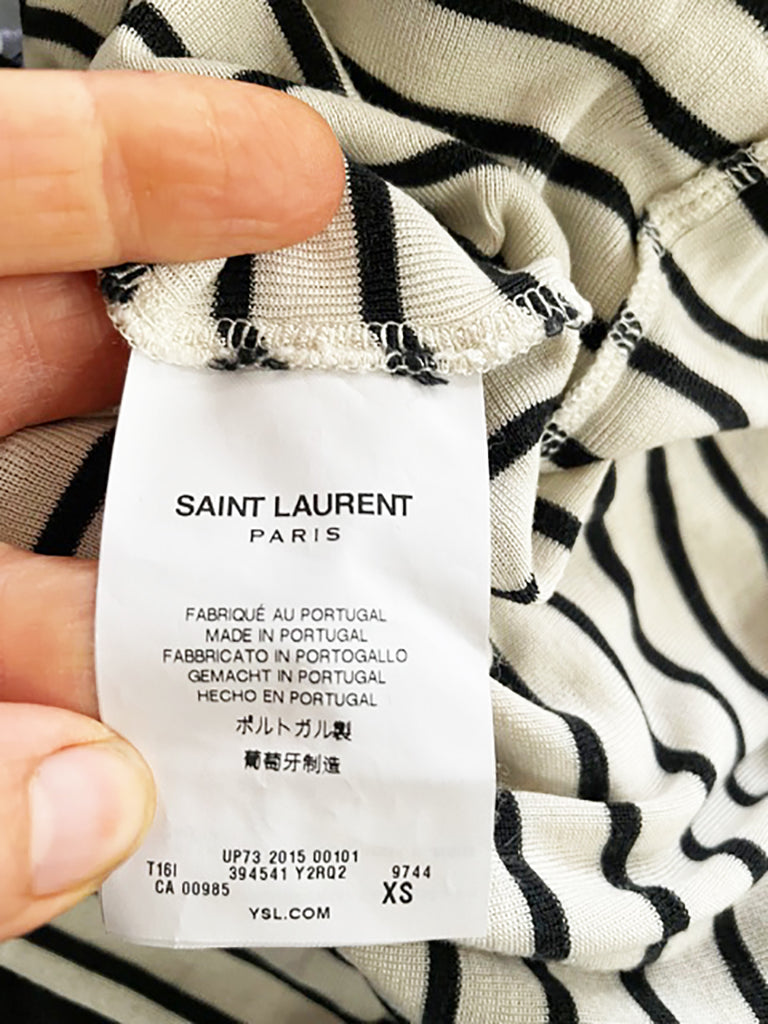 SAINT LAURENT
PARIS
FABRIQUÉ AU PORTUGAL
MADE IN PORTUGAL
FABBRICATO IN PORTOGALLO
GEMACHT IN PORTUGAL
HECHO EN PORTUGAL
ポルトガル製
葡萄牙制造
UP73 2015 00101
T16I 394541 Y2RQ2 9744
CA 00985 XS
YSL.COM